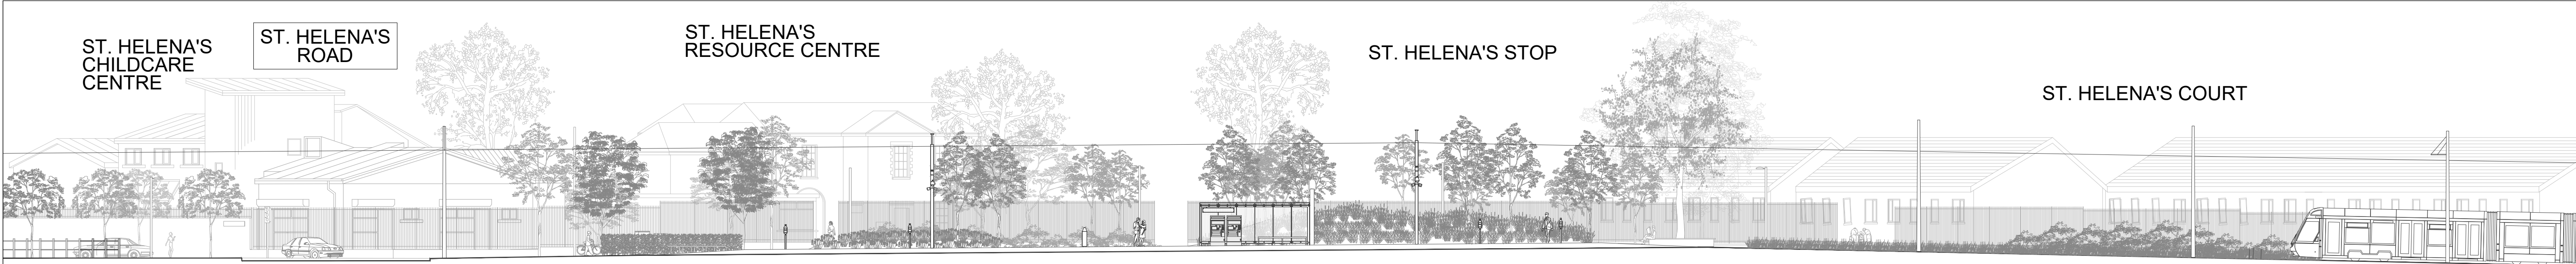 ST. HELENA'S
CHILDCARE
CENTRE
ST. HELENA'S
ROAD
ST. HELENA'S
RESOURCE CENTRE
ST. HELENA'S STOP
ST. HELENA'S COURT